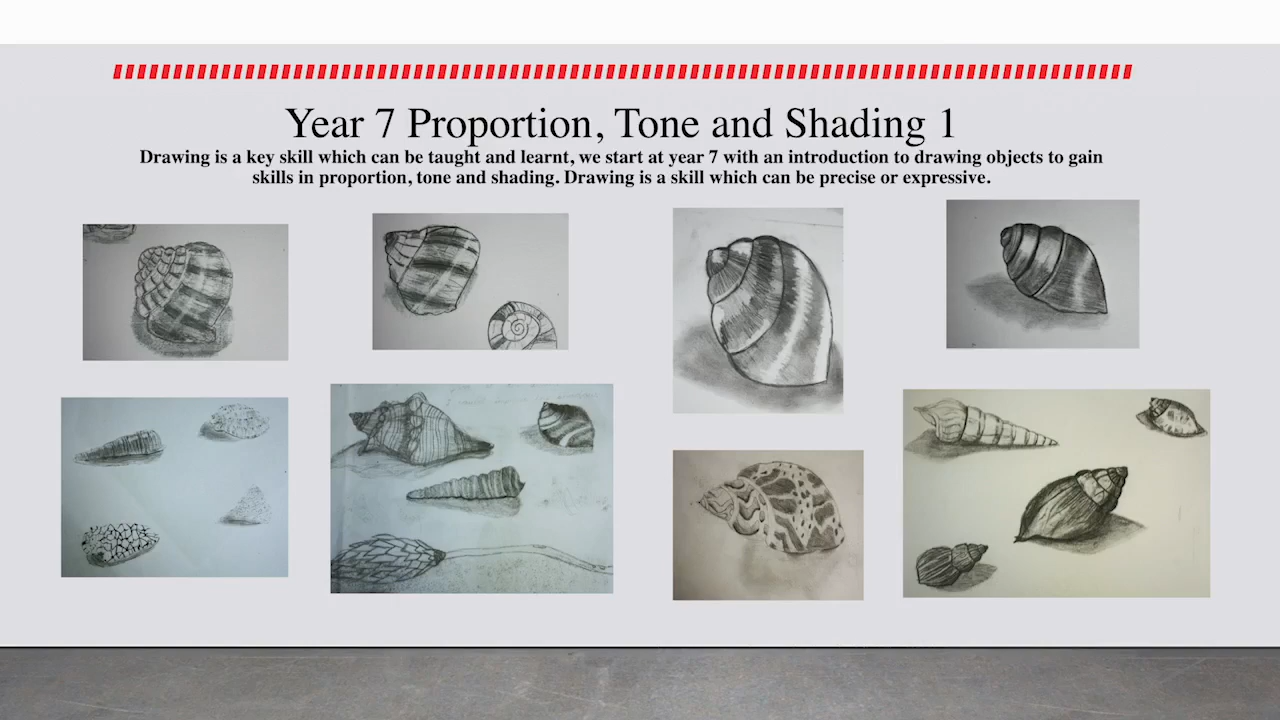 Year 7 Proportion, Tone and Shading 1
Drawing is a key skill which can be taught and learnt, we start at year 7 with an introduction to drawing objects to gain
skills in proportion, tone and shading. Drawing is a skill which can be precise or expressive.